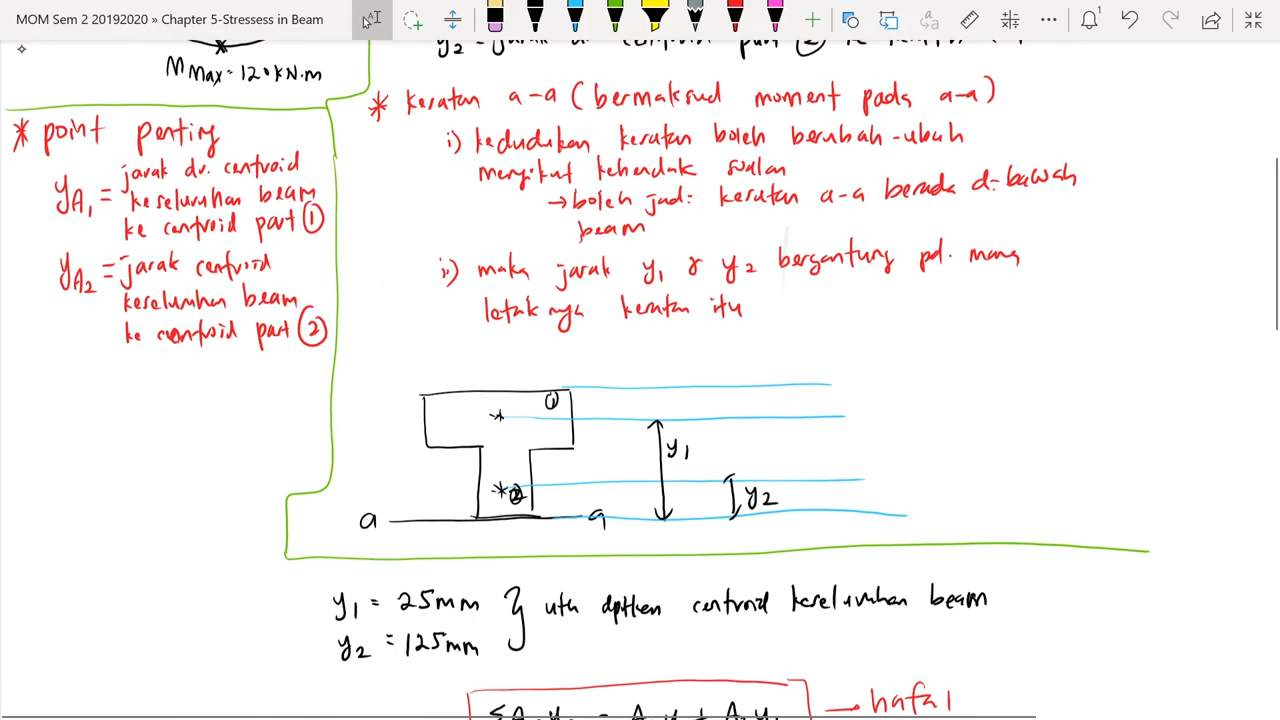 MOM Sem 2 20192020 » Chapter 5-Stressess in Beam
M Max = 120 kN.m
* point penting
yA1 = jarak dr. centroid
keseluruhan beam
ke centroid part ①
yA2 = jarak centroid
keseluruhan beam
ke centroid part ②
* keratan a-a (bermaksud moment pada a-a)
i) kedudukan keratan boleh berubah-ubah
mengikut kehendak soalan
→ boleh jadi keratan a-a berada di bawah
beam
ii) maka jarak y1 & y2 bergantung pd. mana
letaknya keratan itu
①
y1
②
y2
a
a
y1 = 25mm
y2 = 125mm
} utk dptkan centroid keseluruhan beam
→ hafal